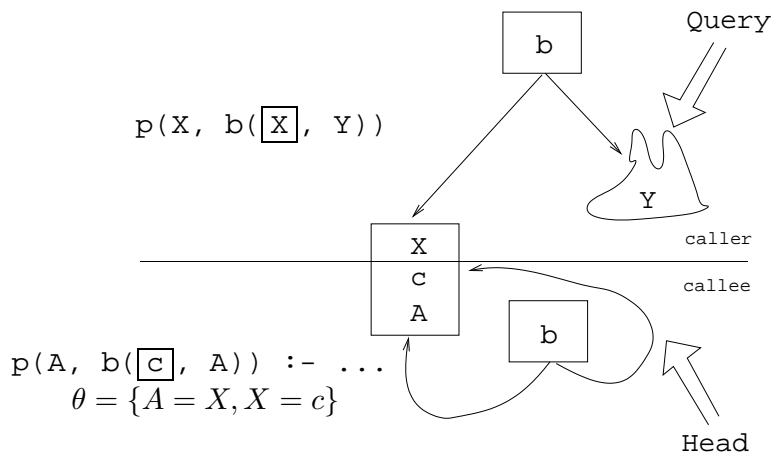 Query
b
p(X, b(X, Y))
Y
X
caller
c
callee
A
b
p(A, b(c, A)) :- ...
θ = {A = X, X = c}
Head